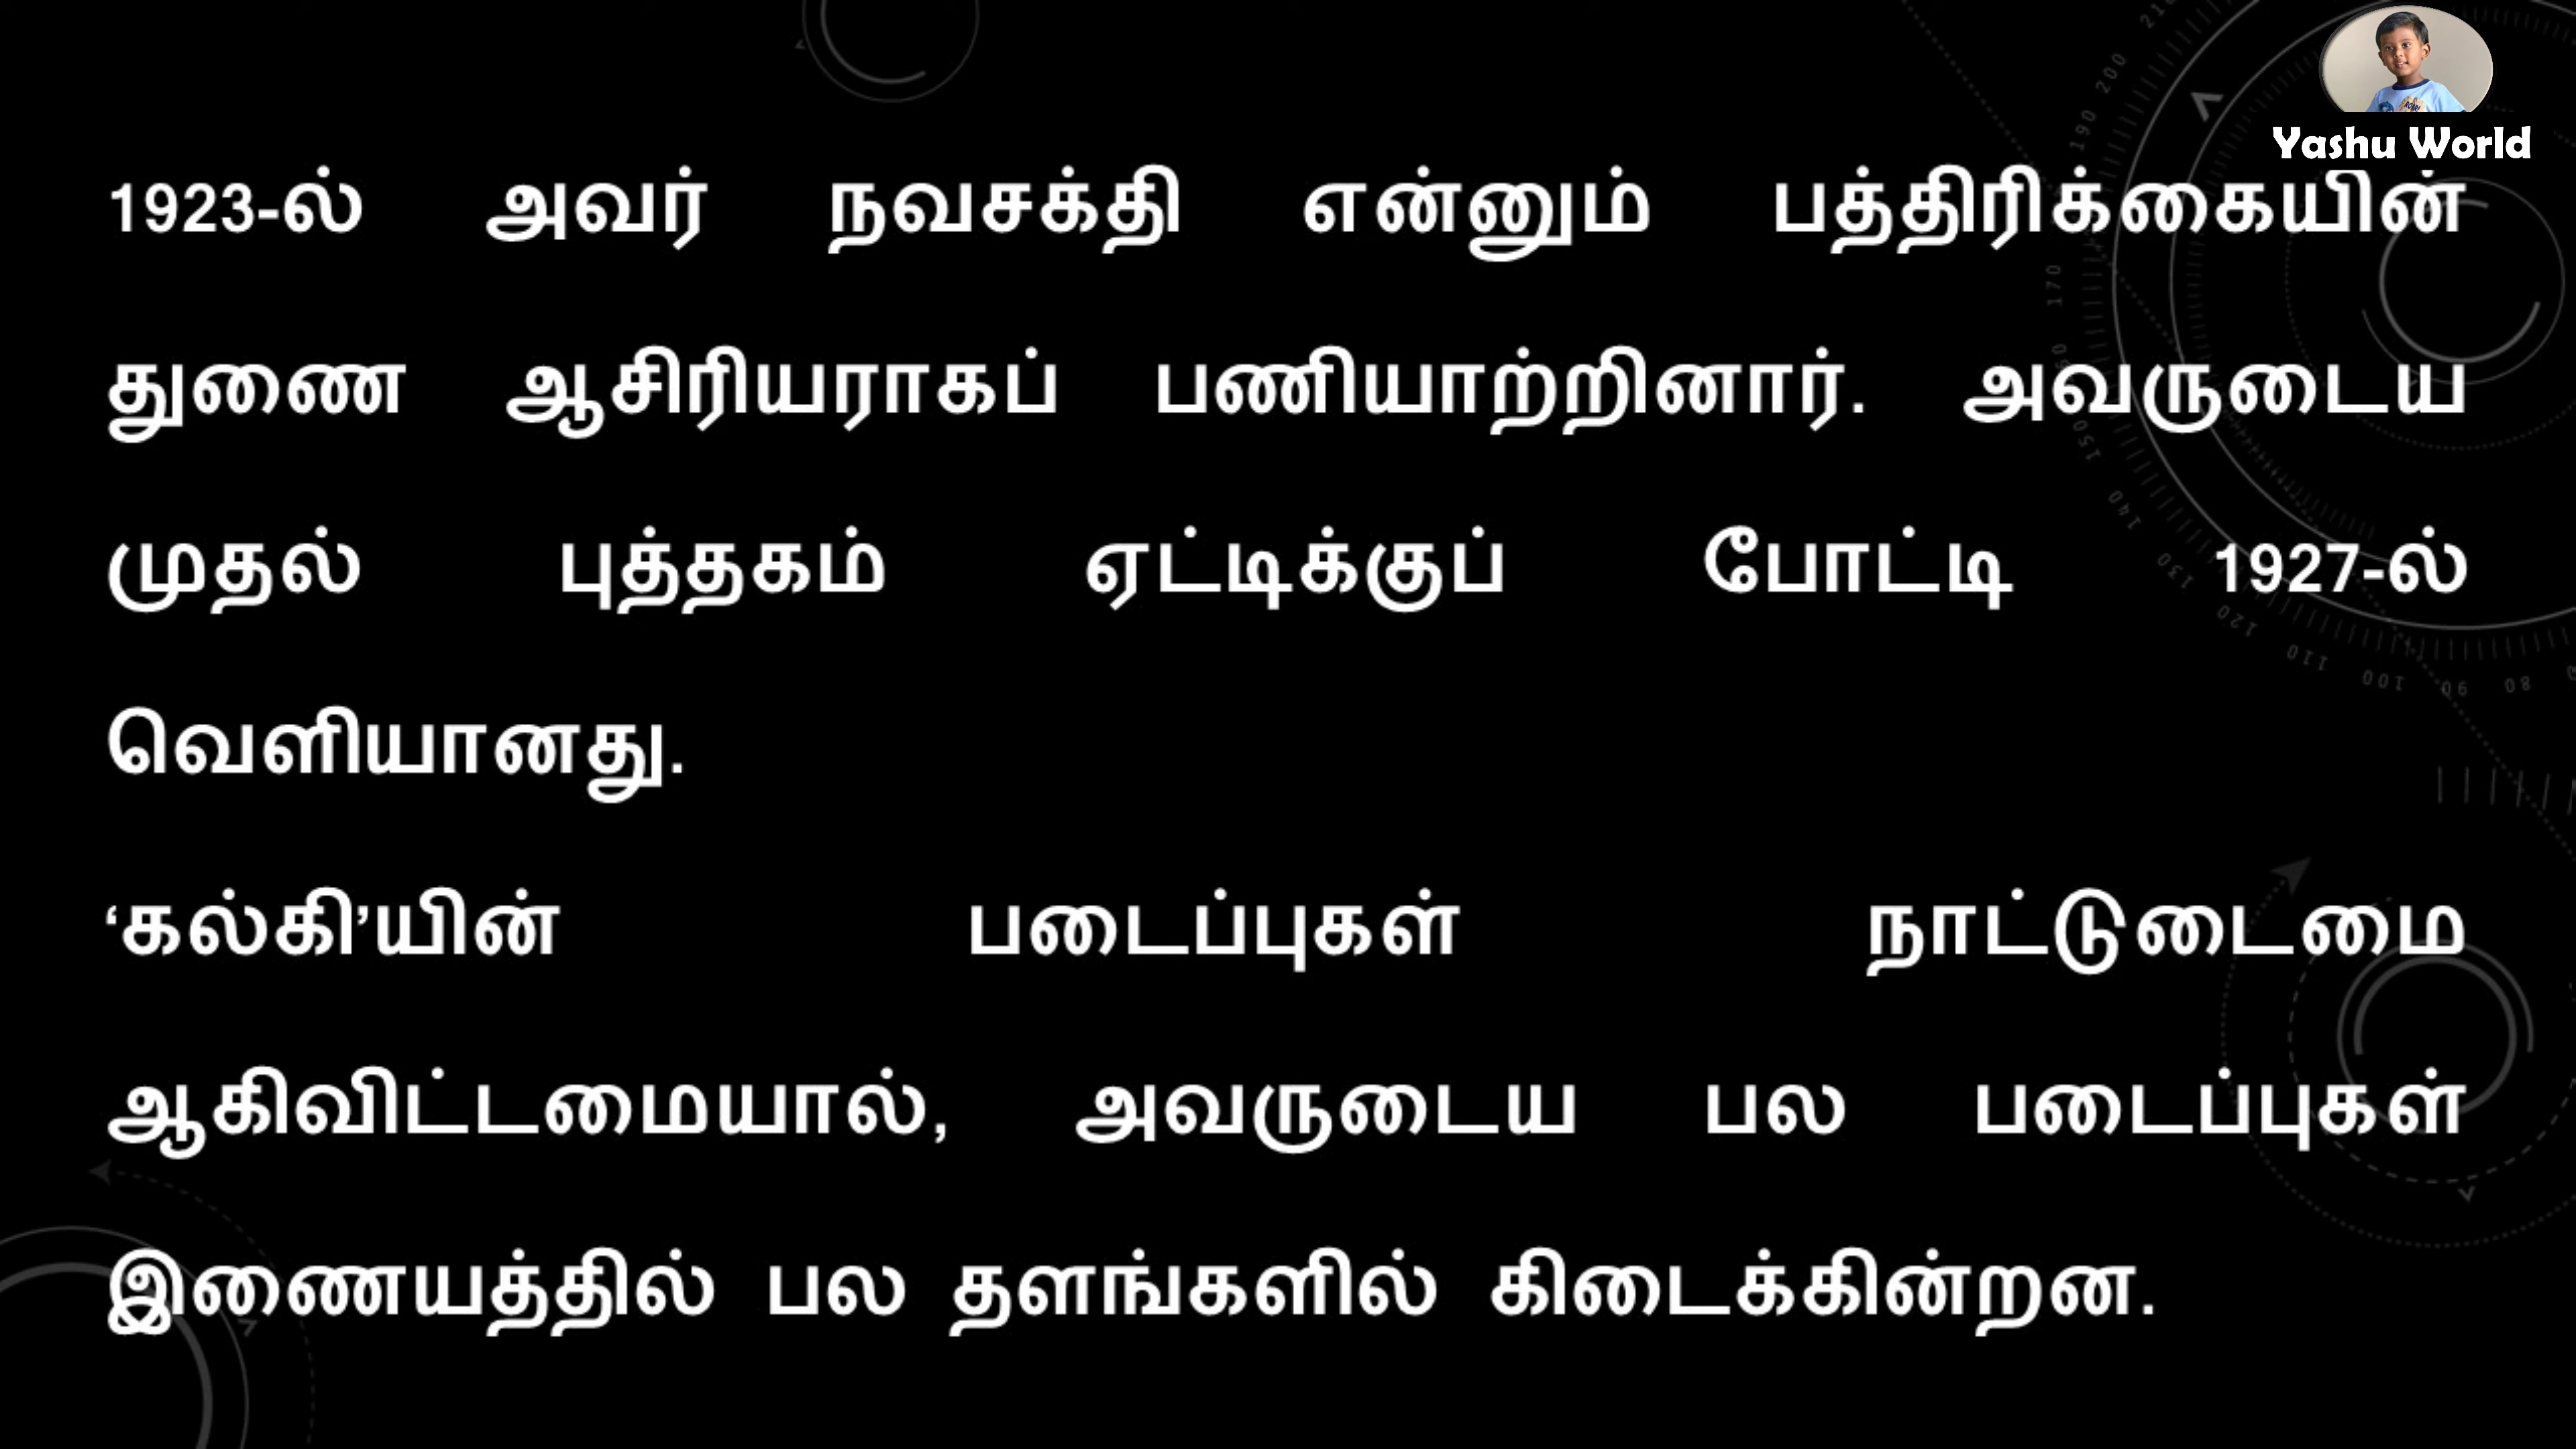 Yashu World
1923-ல் அவர் நவசக்தி என்னும் பத்திரிக்கையின்
துணை ஆசிரியராகப் பணியாற்றினார். அவருடைய
முதல் புத்தகம் ஏட்டிக்குப் போட்டி 1927-ல்
வெளியானது.
‘கல்கி’யின் படைப்புகள் நாட்டுடைமை
ஆகிவிட்டமையால், அவருடைய பல படைப்புகள்
இணையத்தில் பல தளங்களில் கிடைக்கின்றன.